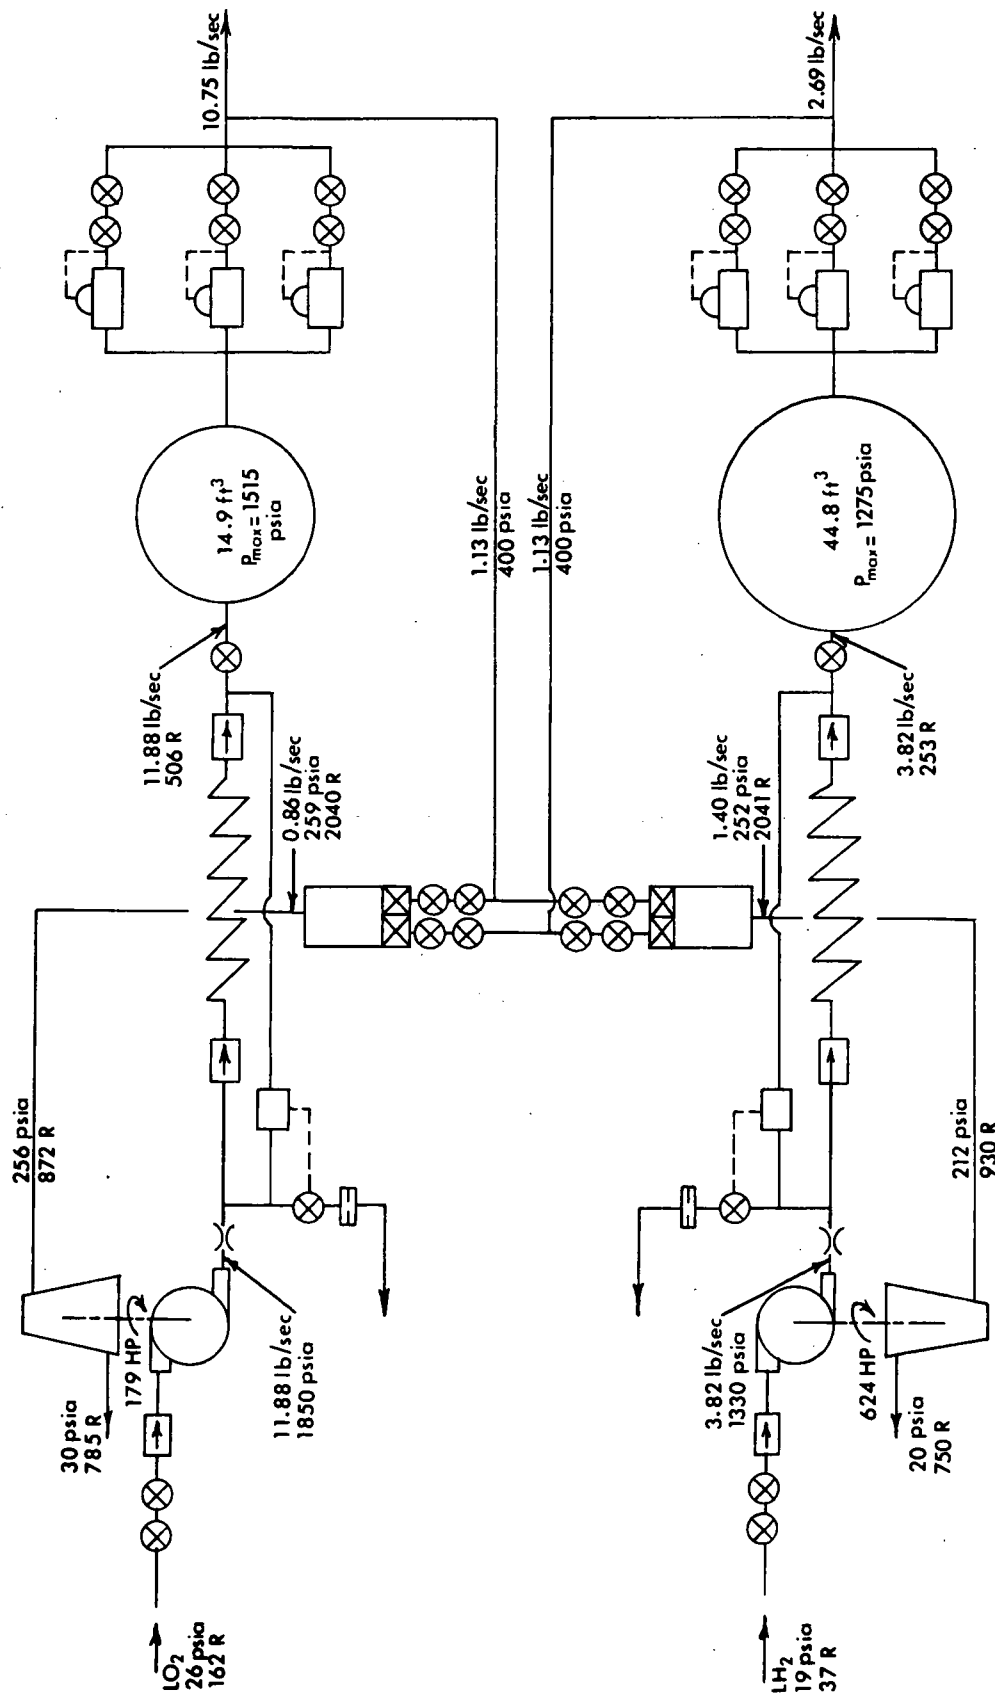 LO2
26 psia
162 R
30 psia
785 R
179 HP
256 psia
872 R
11.88 lb/sec
1850 psia
11.88 lb/sec
506 R
0.86 lb/sec
259 psia
2040 R
14.9 ft3
Pmax = 1515
psia
10.75 lb/sec
1.13 lb/sec
400 psia
1.13 lb/sec
400 psia
LH2
19 psia
37 R
3.82 lb/sec
1330 psia
624 HP
20 psia
750 R
212 psia
930 R
1.40 lb/sec
252 psia
2041 R
3.82 lb/sec
253 R
44.8 ft3
Pmax = 1275 psia
2.69 lb/sec